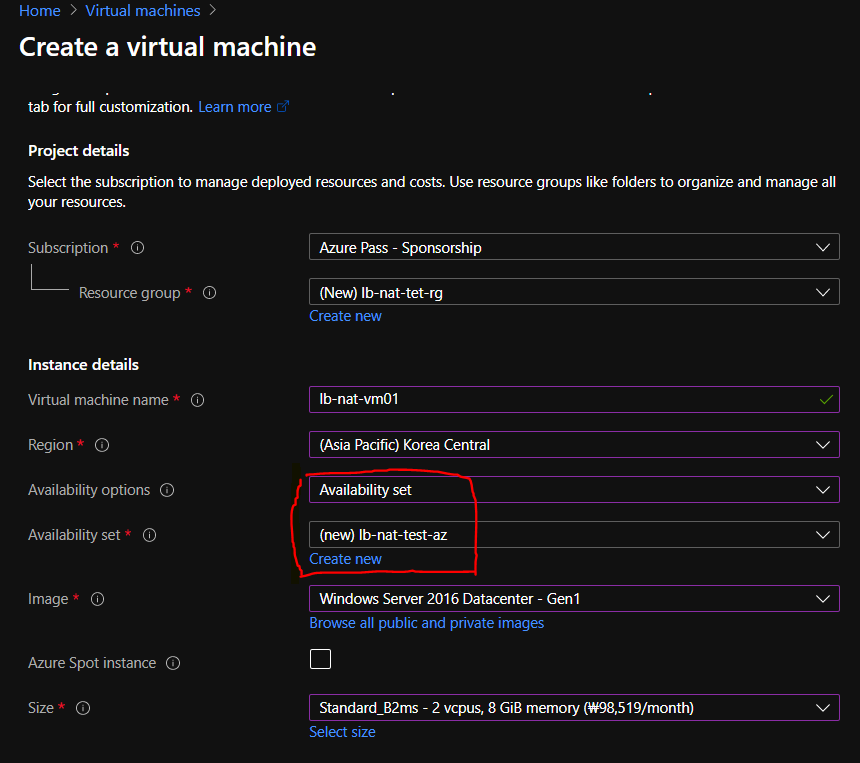 Home > Virtual machines >
Create a virtual machine
tab for full customization. Learn more
Project details
Select the subscription to manage deployed resources and costs. Use resource groups like folders to organize and manage all
your resources.
Subscription *
Azure Pass - Sponsorship
Resource group *
(New) lb-nat-tet-rg
Create new
Instance details
Virtual machine name *
lb-nat-vm01
Region *
(Asia Pacific) Korea Central
Availability options
Availability set
Availability set *
(new) lb-nat-test-az
Create new
Image *
Windows Server 2016 Datacenter - Gen1
Browse all public and private images
Azure Spot instance
Size *
Standard_B2ms - 2 vcpus, 8 GiB memory (₩98,519/month)
Select size